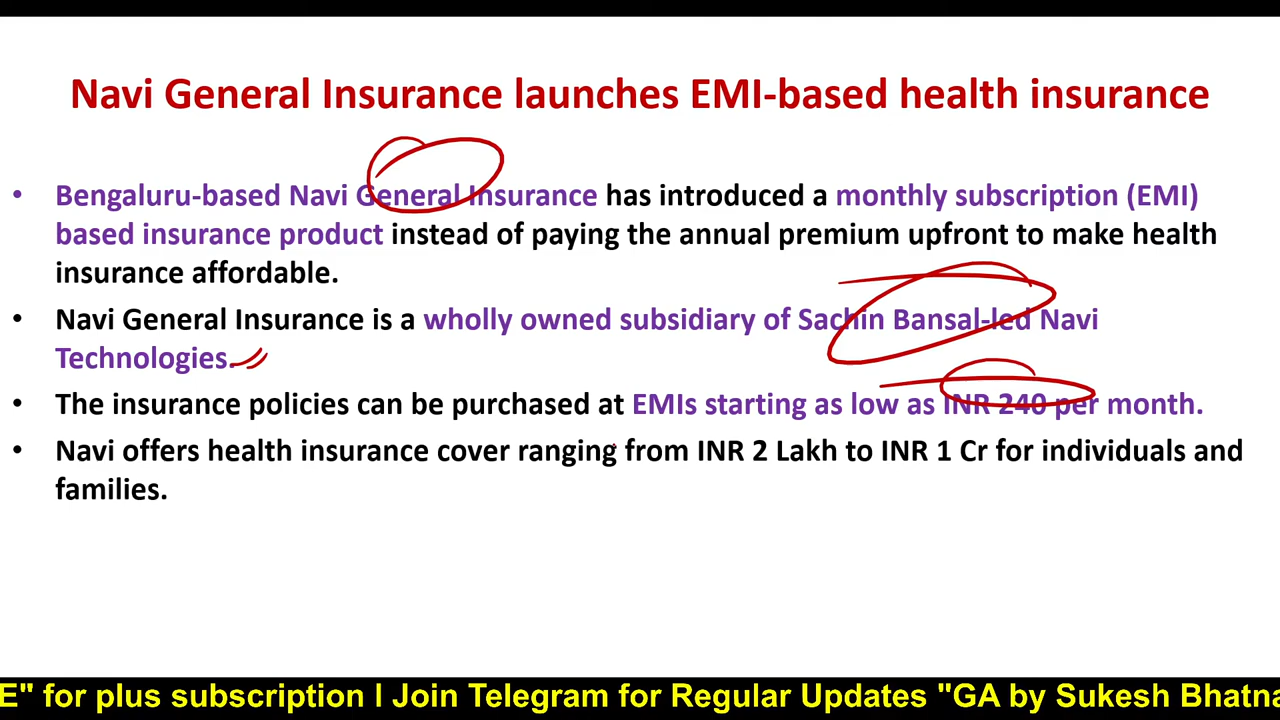 Navi General Insurance launches EMI-based health insurance
• Bengaluru-based Navi General Insurance has introduced a monthly subscription (EMI)
based insurance product instead of paying the annual premium upfront to make health
insurance affordable.
• Navi General Insurance is a wholly owned subsidiary of Sachin Bansal-led Navi
Technologies.
• The insurance policies can be purchased at EMIs starting as low as INR 240 per month.
• Navi offers health insurance cover ranging from INR 2 Lakh to INR 1 Cr for individuals and
families.
E" for plus subscription I Join Telegram for Regular Updates "GA by Sukesh Bhatna